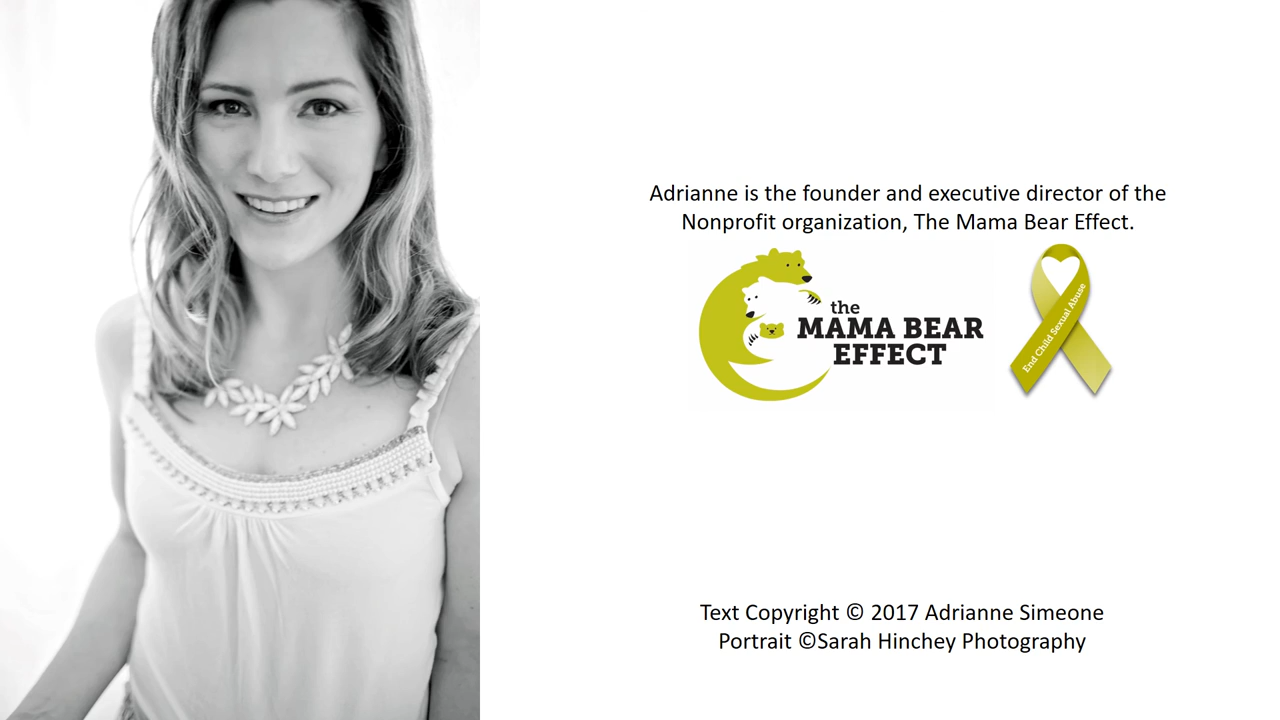 Adrianne is the founder and executive director of the
Nonprofit organization, The Mama Bear Effect.
the
MAMA BEAR
EFFECT
End Child Sexual Abuse
Text Copyright © 2017 Adrianne Simeone
Portrait ©Sarah Hinchey Photography